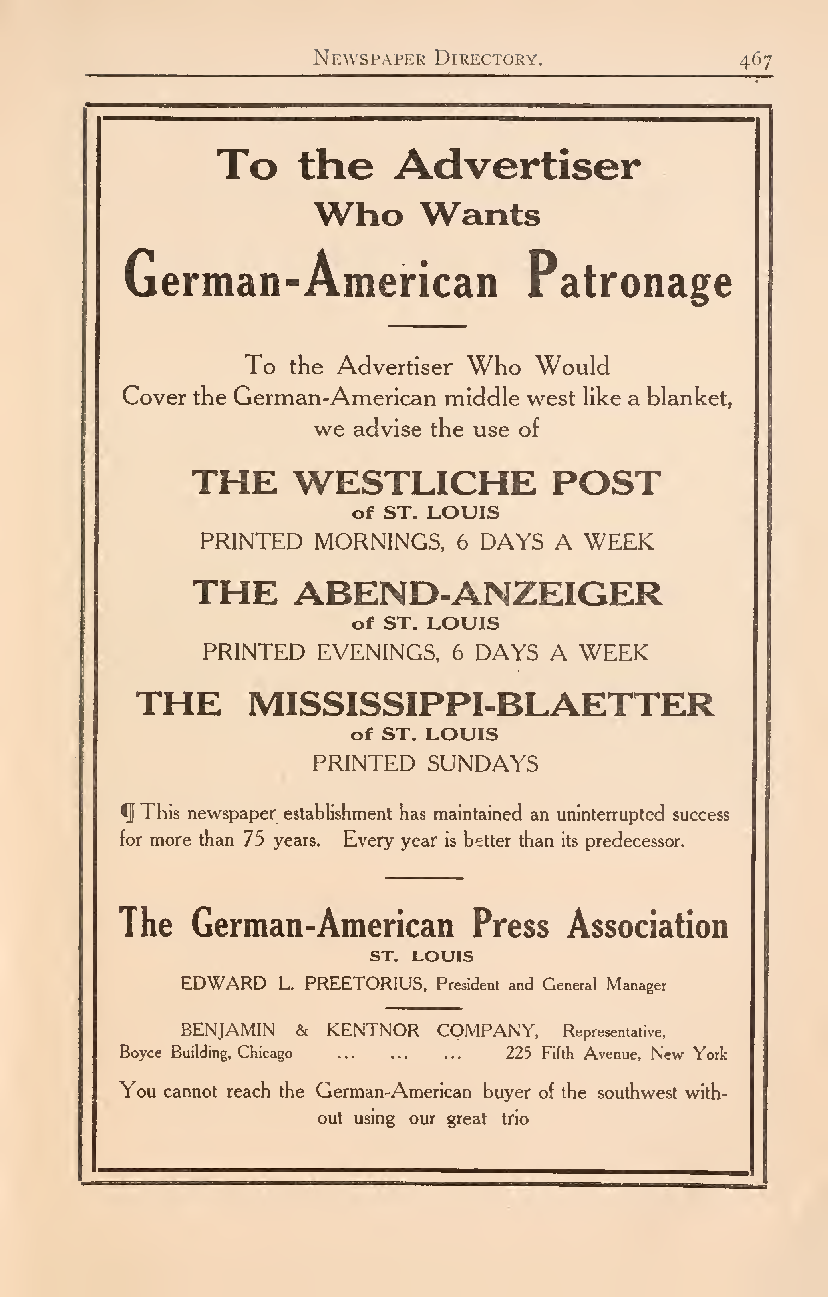 Newspaper Directory. 467
To the Advertiser
Who Wants
German-American Patronage
To the Advertiser Who Would
Cover the German-American middle west like a blanket,
we advise the use of
THE WESTLICHE POST
of ST. LOUIS
PRINTED MORNINGS, 6 DAYS A WEEK
THE ABEND-ANZEIGER
of ST. LOUIS
PRINTED EVENINGS, 6 DAYS A WEEK
THE MISSISSIPPI-BLAETTER
of ST. LOUIS
PRINTED SUNDAYS
¶ This newspaper establishment has maintained an uninterrupted success
for more than 75 years. Every year is better than its predecessor.
The German-American Press Association
ST. LOUIS
EDWARD L. PREETORIUS, President and General Manager
BENJAMIN & KENTNOR COMPANY, Representative,
Boyce Building, Chicago ... ... ... 225 Fifth Avenue, New York
You cannot reach the German-American buyer of the southwest with-
out using our great trio